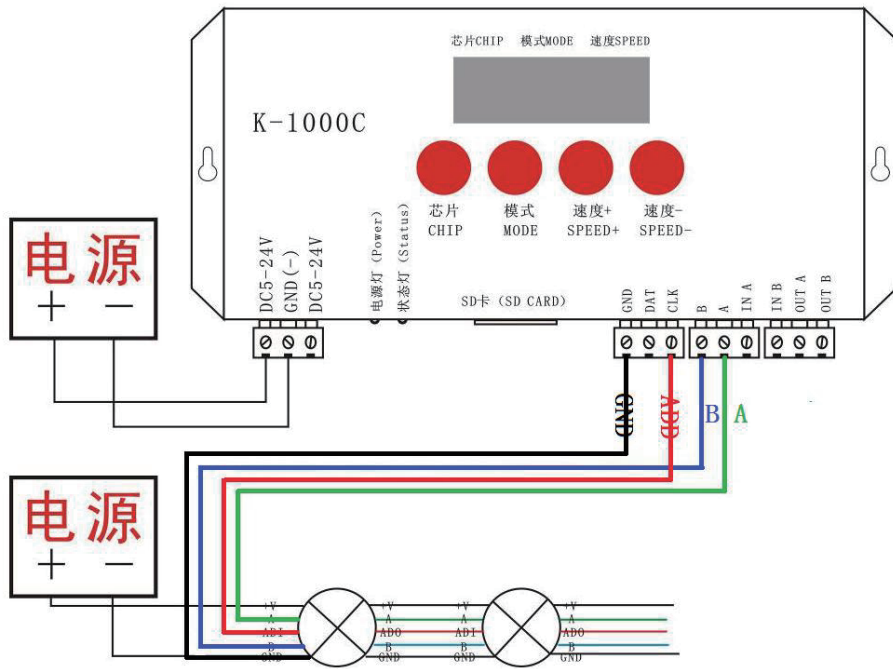 芯片CHIP 模式MODE 速度SPEED
K-1000C
芯片 模式 速度+ 速度-
CHIP MODE SPEED+ SPEED-
电源
+ −
DC5-24V
GND(-)
DC5-24V
电源灯(Power)
状态灯(Status)
SD卡(SD CARD)
GND
DAT
CLK
B
A
IN A
IN B
OUT A
OUT B
GND
ADD
B
A
电源
+ −
+V +V +V +V
A A A A
ADI ADO ADI ADO
B B B B
GND GND GND GND